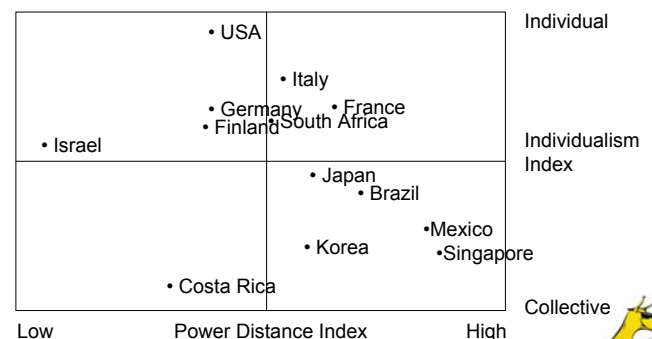 Individual
• USA
• Italy
• Germany
• France
• Finland
•South Africa
• Israel
Individualism
Index
• Japan
• Brazil
•Mexico
• Korea
•Singapore
• Costa Rica
Collective
Low Power Distance Index High